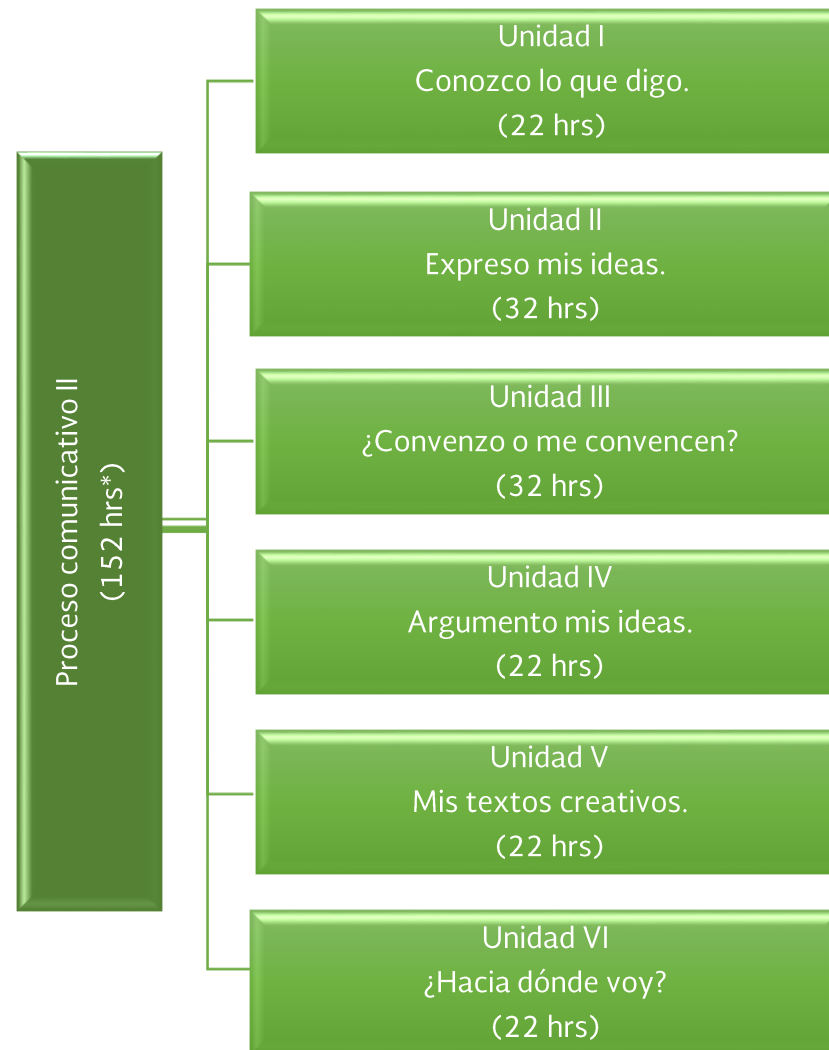 Proceso comunicativo II
(152 hrs*)
Unidad I
Conozco lo que digo.
(22 hrs)
Unidad II
Expreso mis ideas.
(32 hrs)
Unidad III
¿Convenzo o me convencen?
(32 hrs)
Unidad IV
Argumento mis ideas.
(22 hrs)
Unidad V
Mis textos creativos.
(22 hrs)
Unidad VI
¿Hacia dónde voy?
(22 hrs)